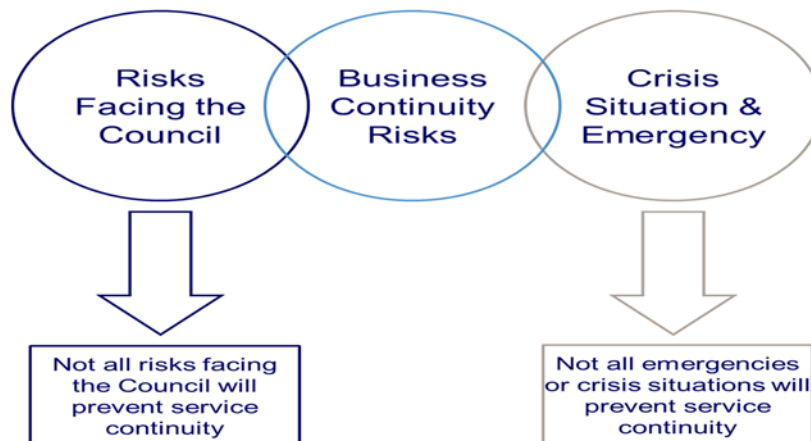 Risks
Facing the
Council
Business
Continuity
Risks
Crisis
Situation &
Emergency
Not all risks facing
the Council will
prevent service
continuity
Not all emergencies
or crisis situations will
prevent service
continuity